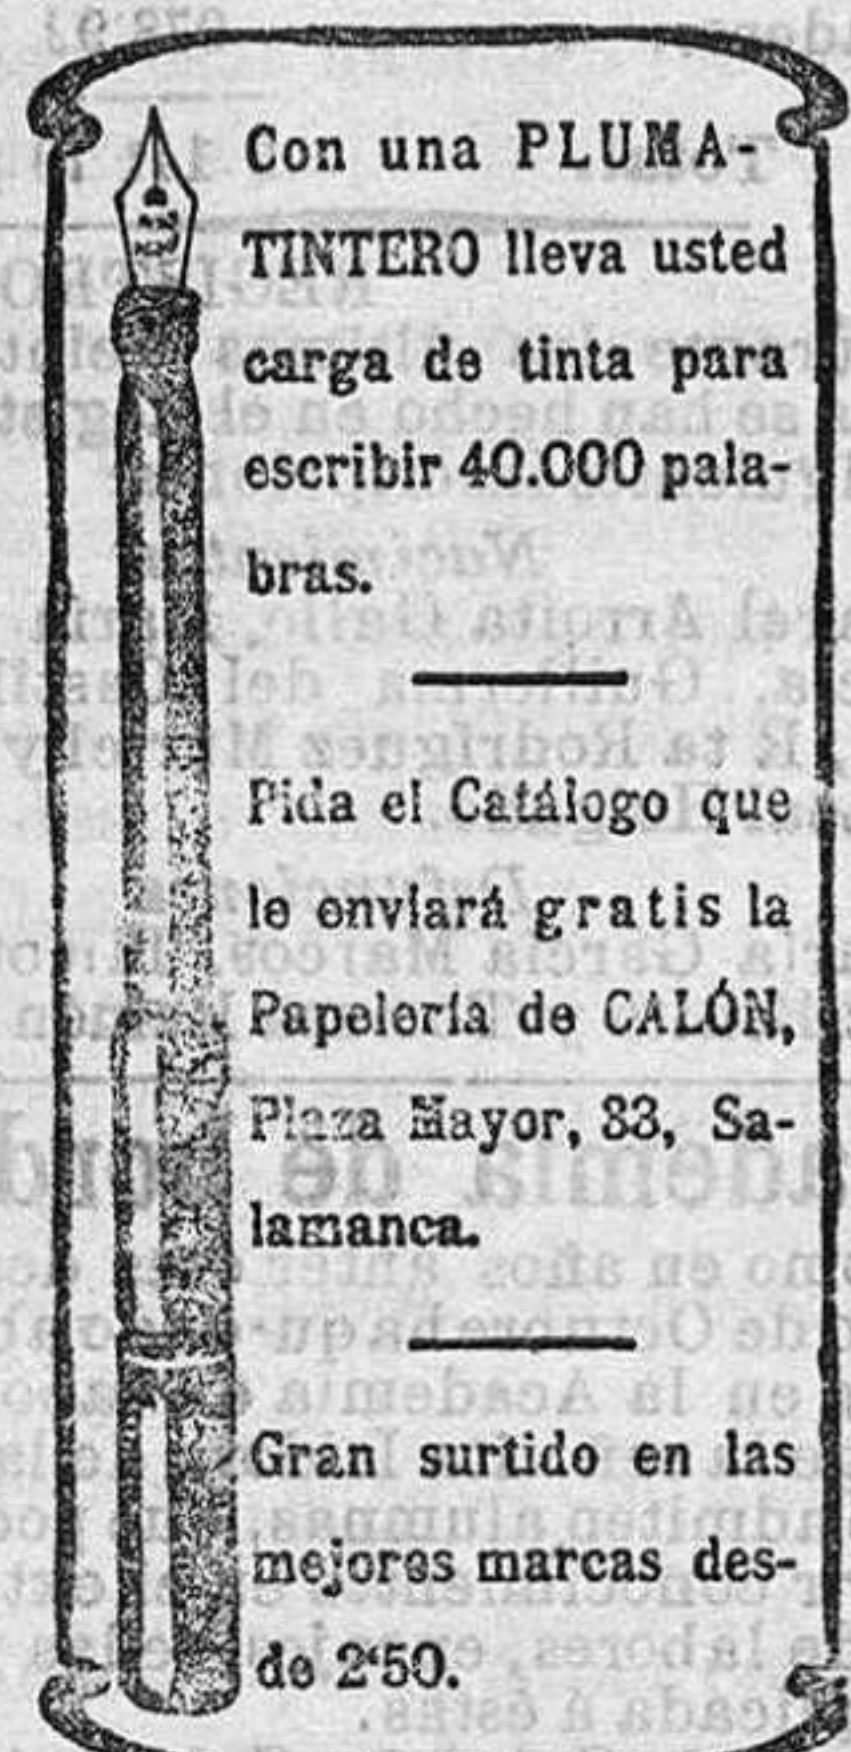 Con una PLUMA-
TINTERO lleva usted
carga de tinta para
escribir 40.000 pala-
bras.
Pida el Catálogo que
le enviará gratis la
Papelería de CALÓN,
Plaza Mayor, 33, Sa-
lamanca.
Gran surtido en las
mejores marcas des-
de 2'50.